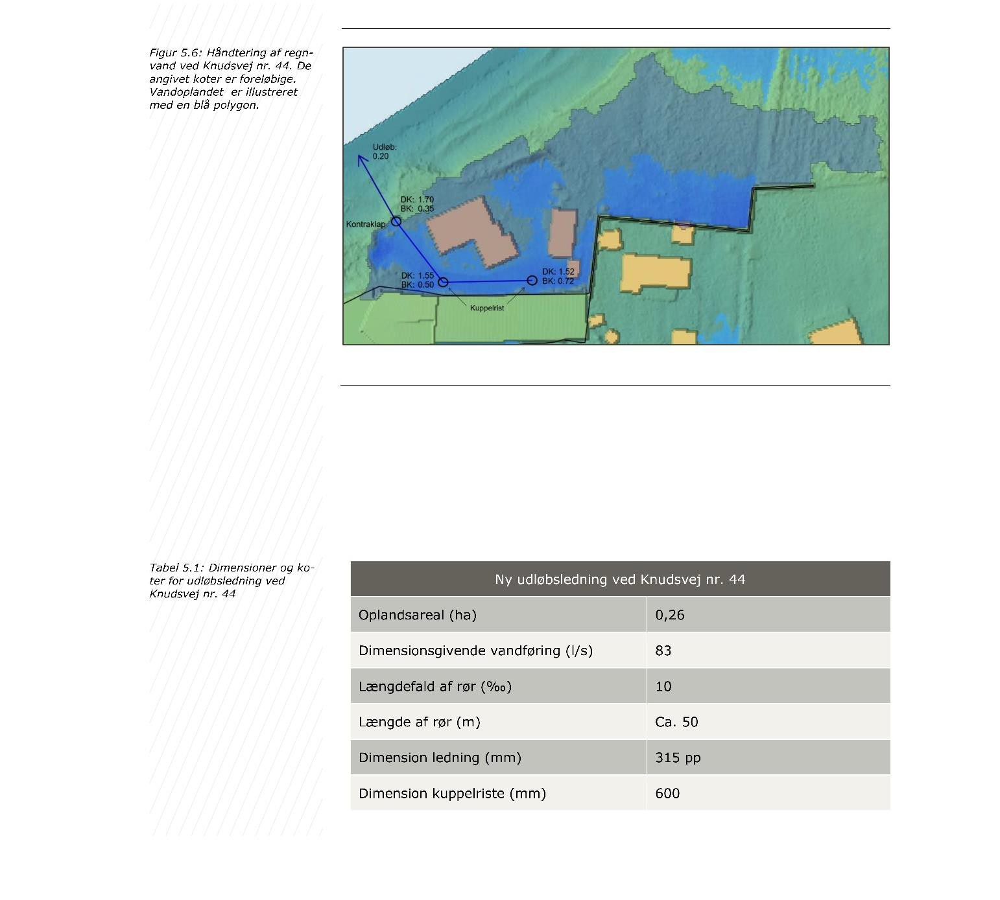 Figur 5.6: Håndtering af regn-
vand ved Knudsvej nr. 44. De
angivet koter er foreløbige.
Vandoplandet er illustreret
med en blå polygon.
Udløb:
0.20
DK: 1.70
BK: 0.35
Kontraklap
DK: 1.55
BK: 0.50
DK: 1.52
BK: 0.72
Kuppelrist
Tabel 5.1: Dimensioner og ko-
ter for udløbsledning ved
Knudsvej nr. 44
Ny udløbsledning ved Knudsvej nr. 44
Oplandsareal (ha) 0,26
Dimensionsgivende vandføring (l/s) 83
Længdefald af rør (‰) 10
Længde af rør (m) Ca. 50
Dimension ledning (mm) 315 pp
Dimension kuppelriste (mm) 600